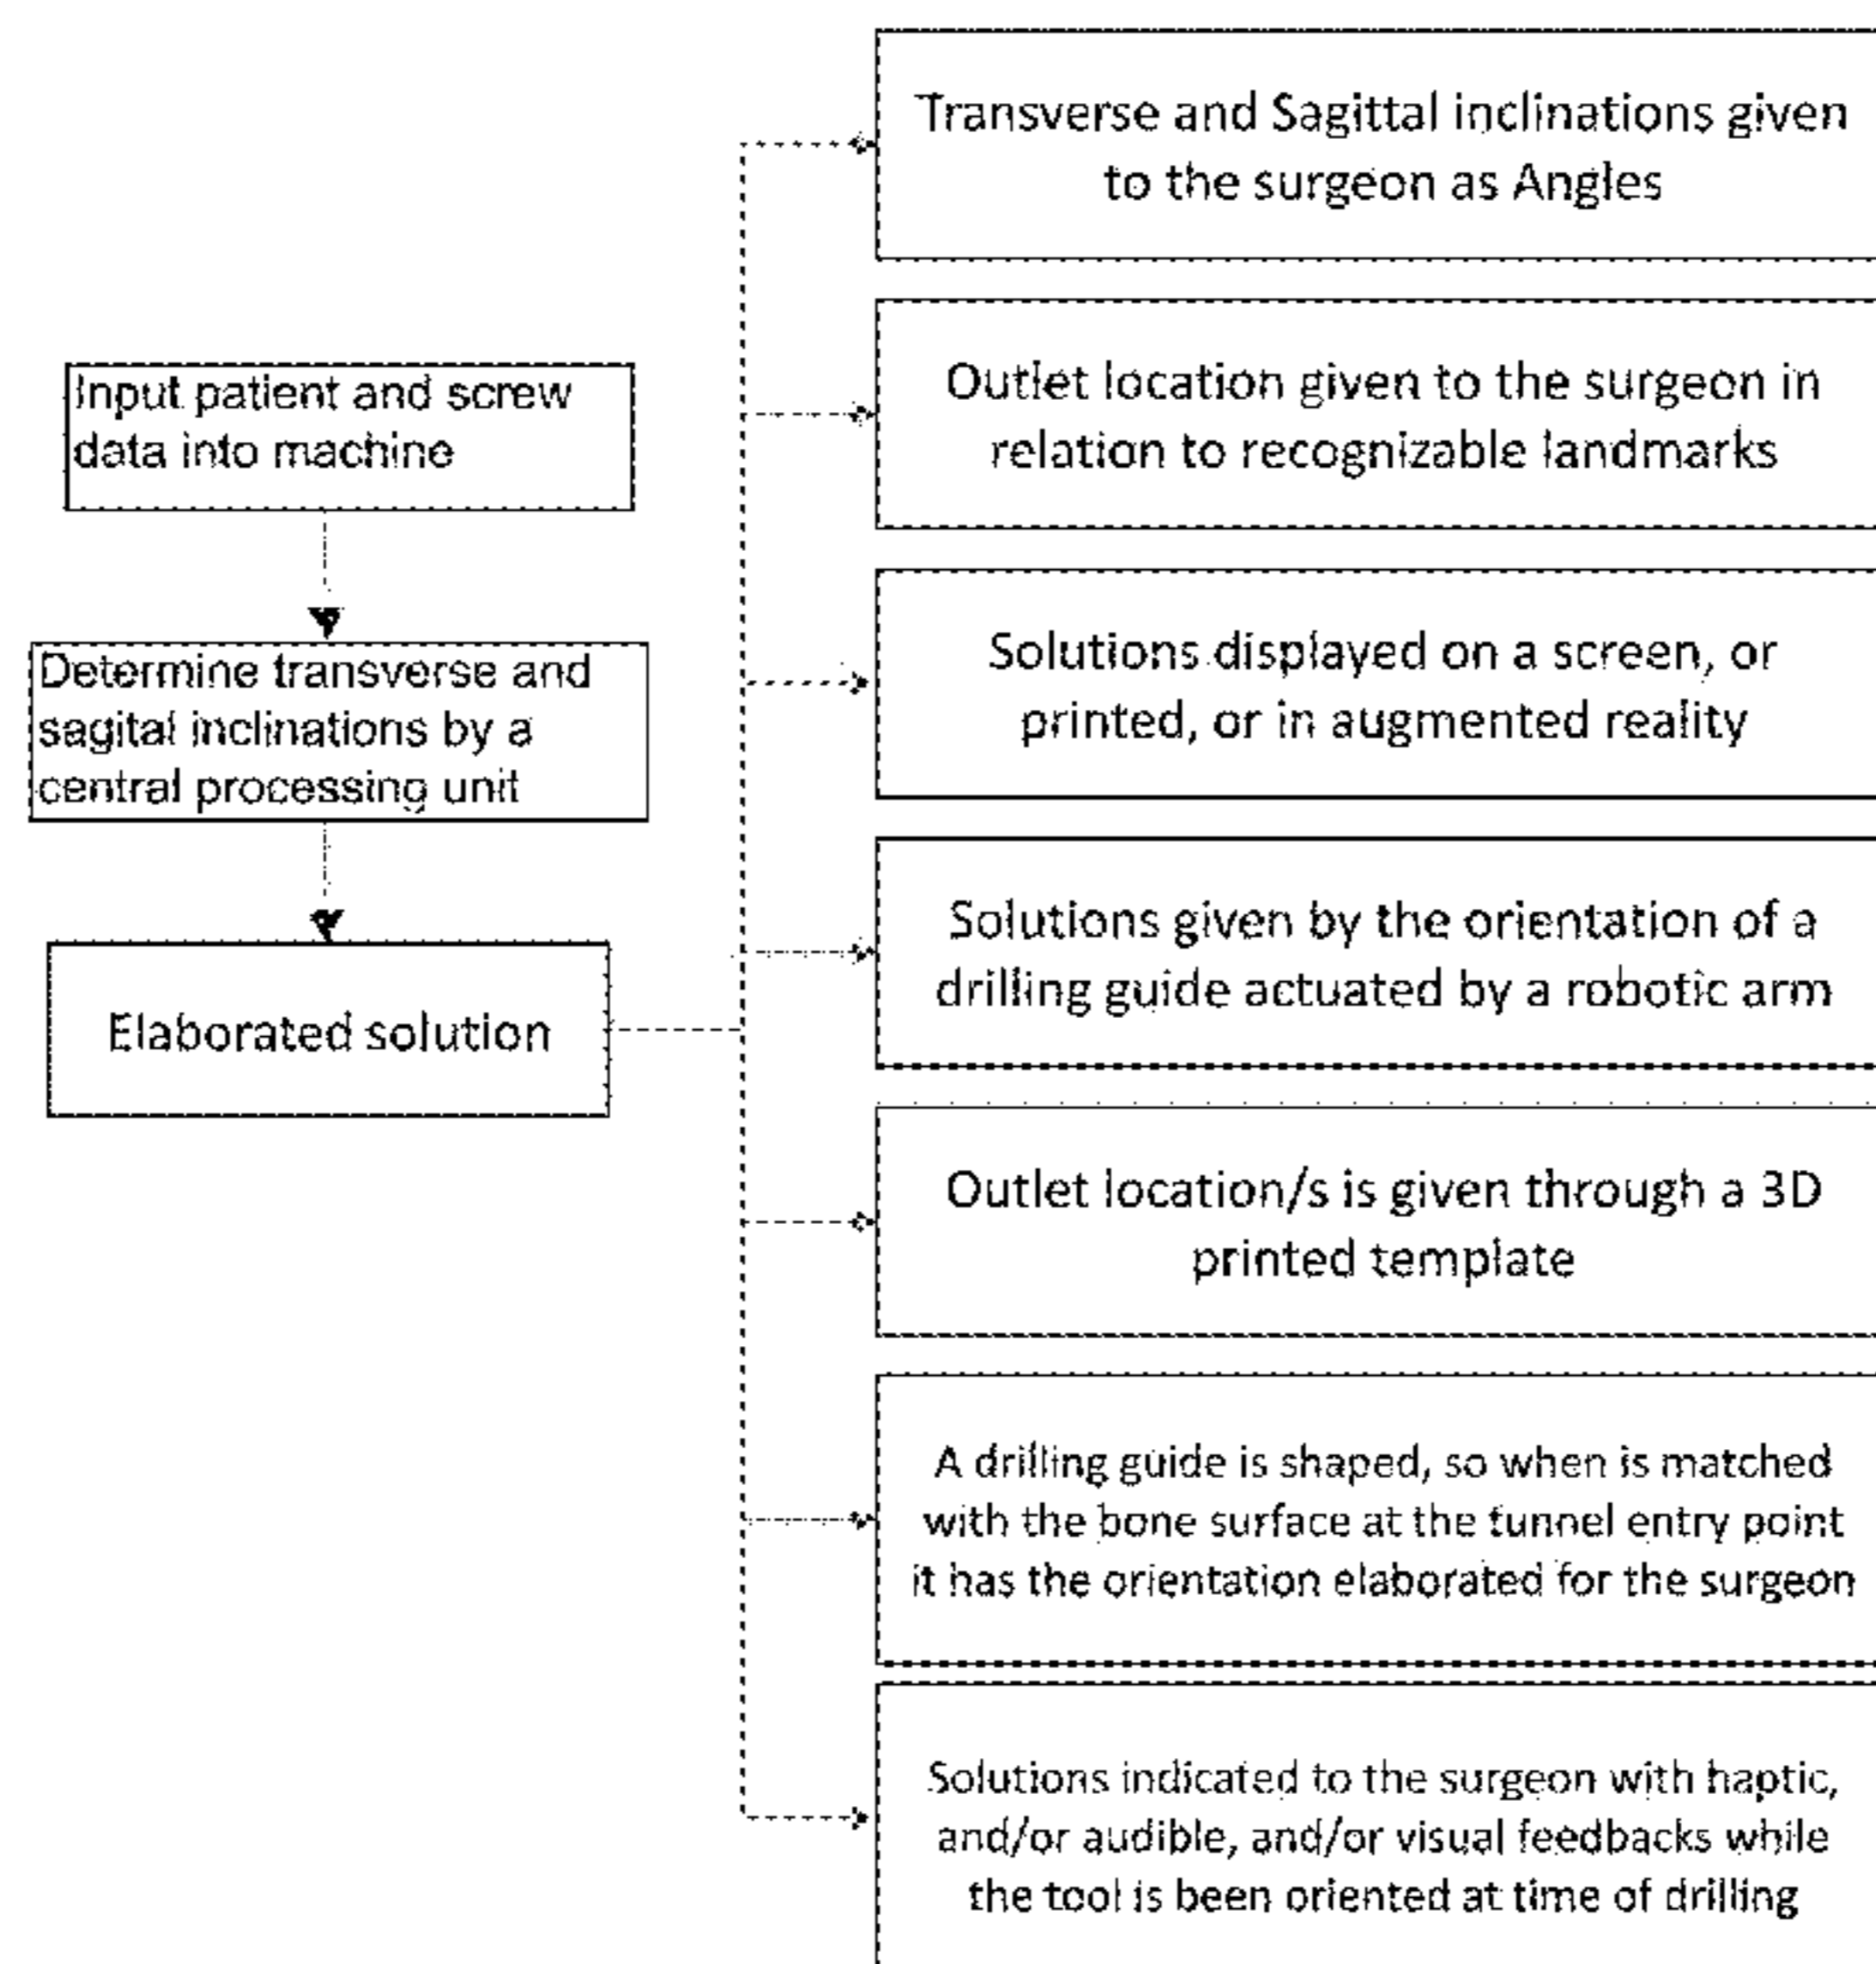 Input patient and screw
data into machine
Determine transverse and
sagital inclinations by a
central processing unit
Elaborated solution
Transverse and Sagittal inclinations given
to the surgeon as Angles
Outlet location given to the surgeon in
relation to recognizable landmarks
Solutions displayed on a screen, or
printed, or in augmented reality
Solutions given by the orientation of a
drilling guide actuated by a robotic arm
Outlet location/s is given through a 3D
printed template
A drilling guide is shaped, so when is matched
with the bone surface at the tunnel entry point
it has the orientation elaborated for the surgeon
Solutions indicated to the surgeon with haptic,
and/or audible, and/or visual feedbacks while
the tool is been oriented at time of drilling